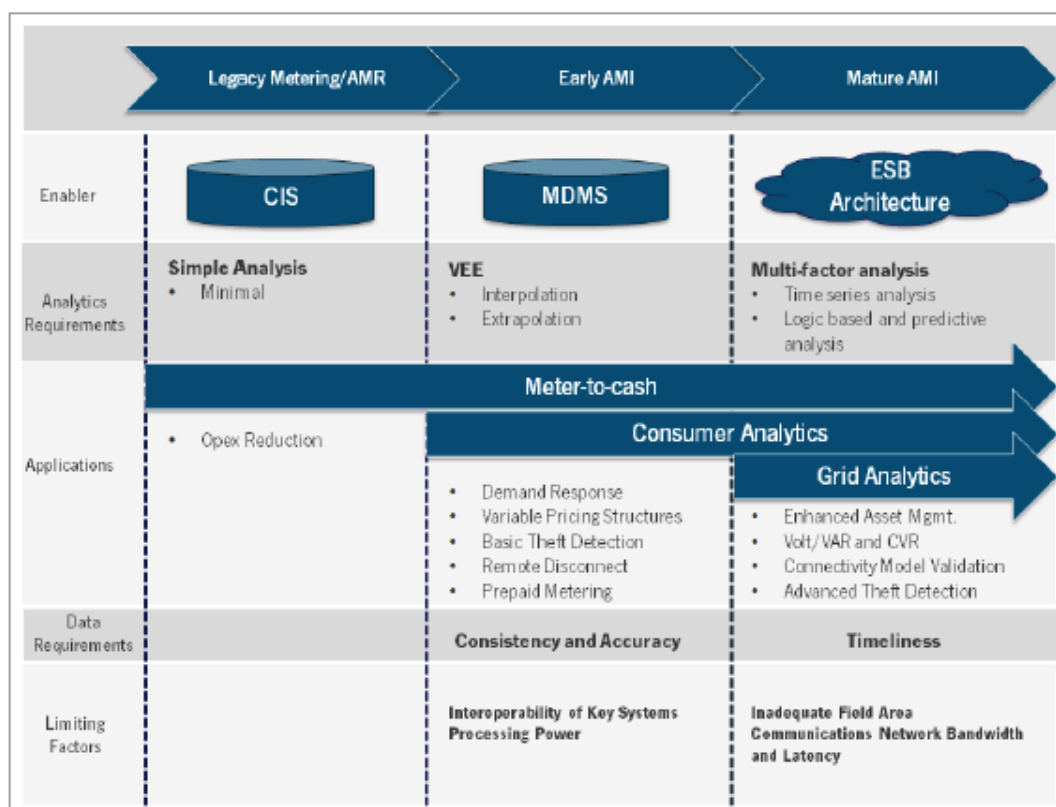 Legacy Metering/AMR
Early AMI
Mature AMI
Enabler
CIS
MDMS
ESB
Architecture
Analytics
Requirements
Simple Analysis
• Minimal
VEE
• Interpolation
• Extrapolation
Multi-factor analysis
• Time series analysis
• Logic based and predictive
analysis
Applications
Meter-to-cash
• Opex Reduction
Consumer Analytics
• Demand Response
• Variable Pricing Structures
• Basic Theft Detection
• Remote Disconnect
• Prepaid Metering
Grid Analytics
• Enhanced Asset Mgmt.
• Volt/VAR and CVR
• Connectivity Model Validation
• Advanced Theft Detection
Data
Requirements
Consistency and Accuracy
Timeliness
Limiting
Factors
Interoperability of Key Systems
Processing Power
Inadequate Field Area
Communications Network Bandwidth
and Latency